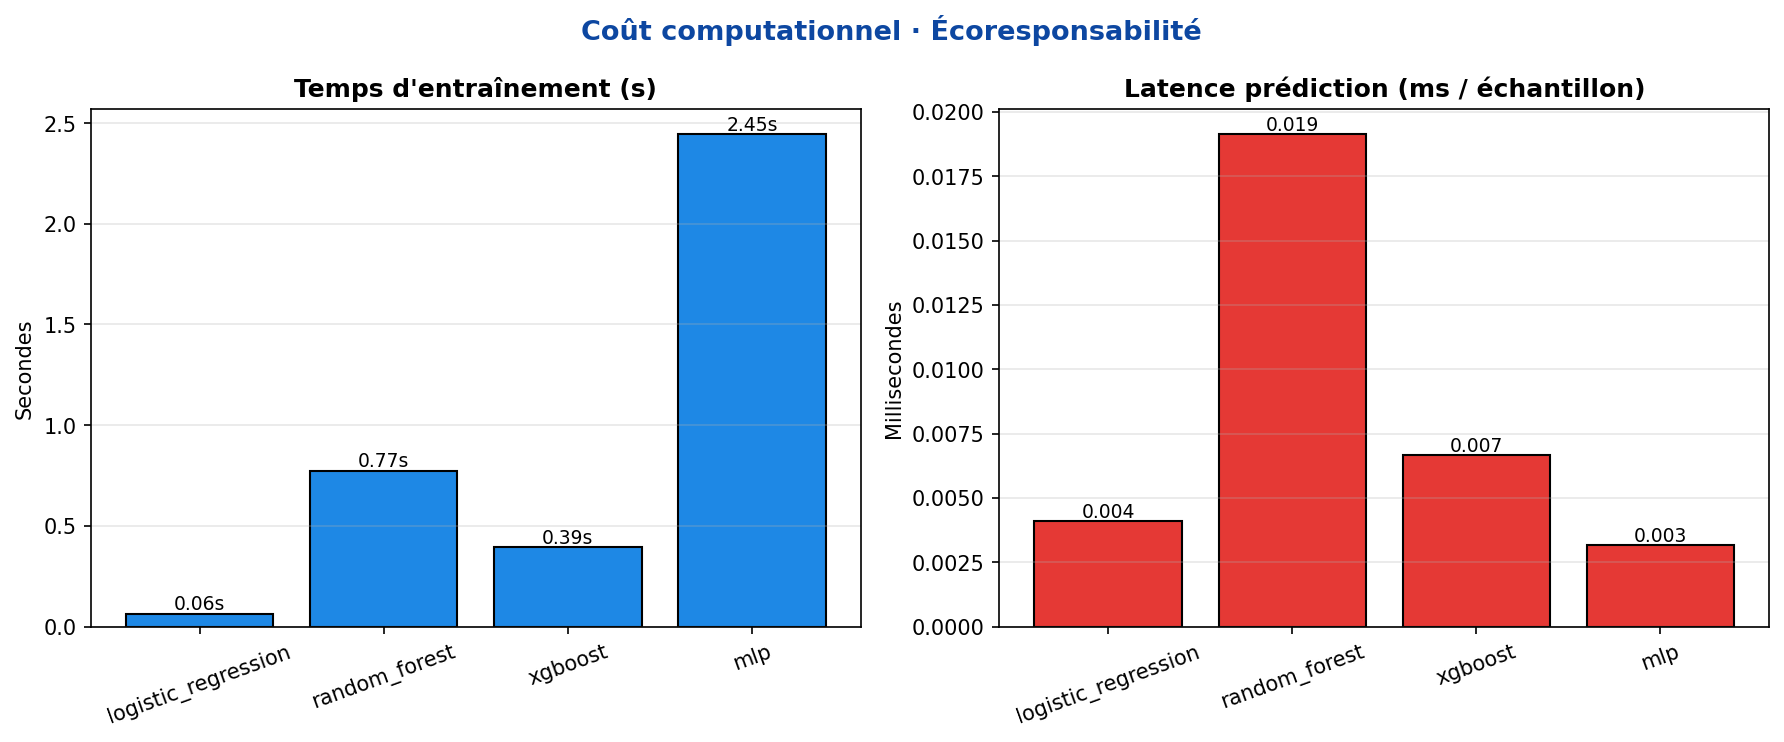 Coût computationnel · Écoresponsabilité
Temps d'entraînement (s)
Secondes
2.5
2.0
1.5
1.0
0.5
0.0
0.06s
0.77s
0.39s
2.45s
logistic_regression
random_forest
xgboost
mlp
Latence prédiction (ms / échantillon)
Millisecondes
0.0200
0.0175
0.0150
0.0125
0.0100
0.0075
0.0050
0.0025
0.0000
0.004
0.019
0.007
0.003
logistic_regression
random_forest
xgboost
mlp